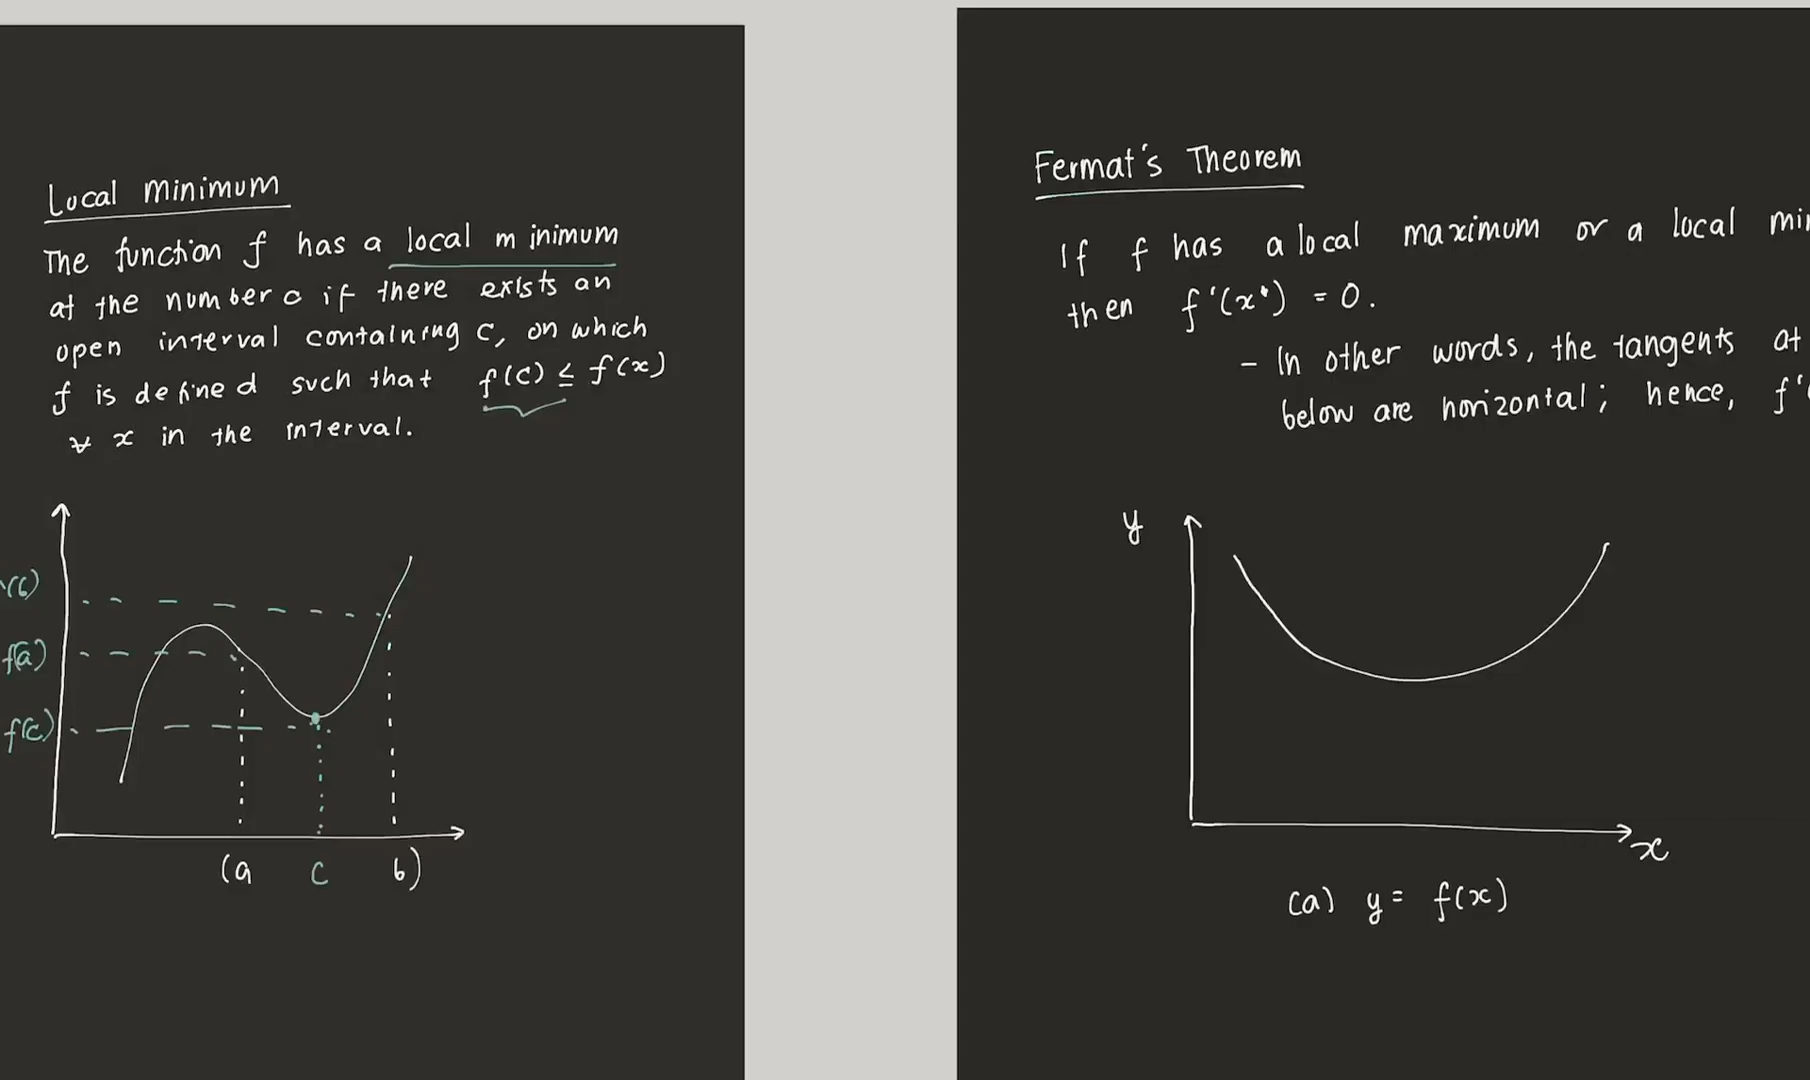 Local minimum
The function f has a local minimum
at the number c if there exists an
open interval containing c, on which
f is defined such that f(c) ≤ f(x)
∀ x in the interval.
f(a)
f(c)
(a c b)
Fermat's Theorem
If f has a local maximum or a local
then f'(x*) = 0.
- In other words, the tangents at
below are horizontal; hence, f'
y
x
(a) y = f(x)